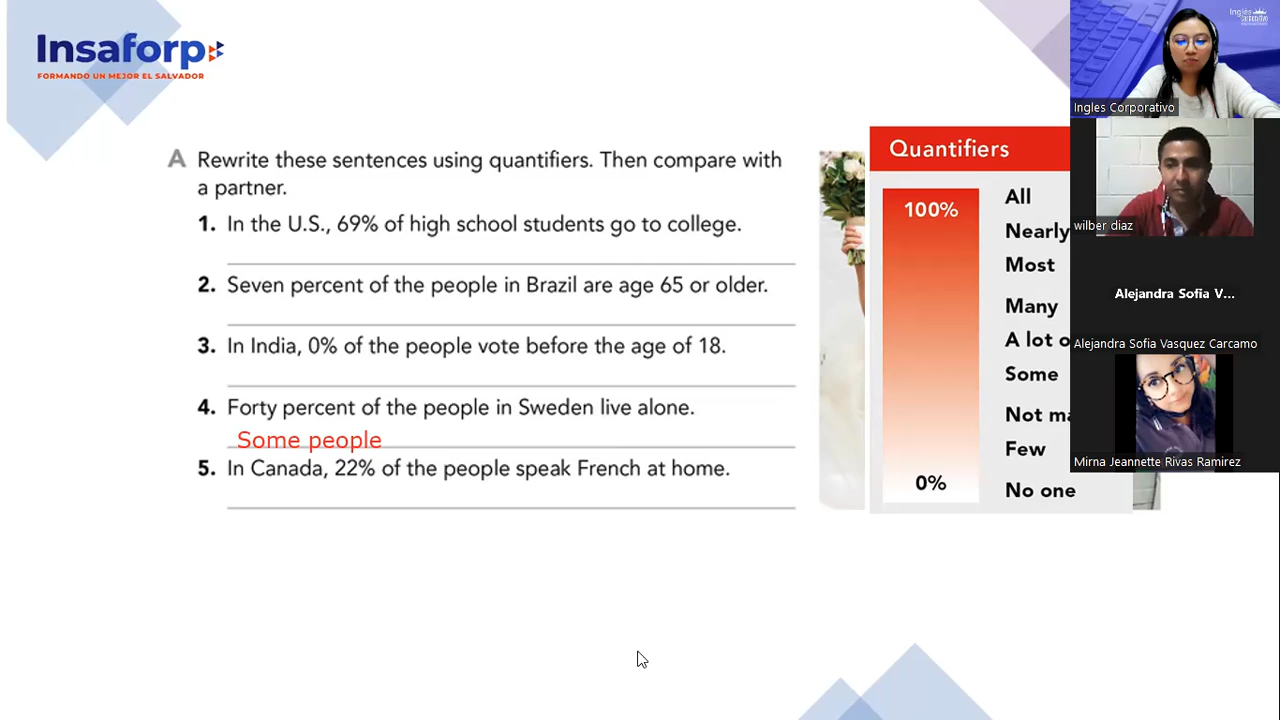 Insaforp
FORMANDO UN MEJOR EL SALVADOR
A Rewrite these sentences using quantifiers. Then compare with
a partner.
1. In the U.S., 69% of high school students go to college.
2. Seven percent of the people in Brazil are age 65 or older.
3. In India, 0% of the people vote before the age of 18.
4. Forty percent of the people in Sweden live alone.
Some people
5. In Canada, 22% of the people speak French at home.
Quantifiers
100%
All
Nearly
Most
Many
A lot o
Some
Not ma
Few
0%
No one
Ingles Corporativo
wilber diaz
Alejandra Sofia V...
Alejandra Sofia Vasquez Carcamo
Mirna Jeannette Rivas Ramirez